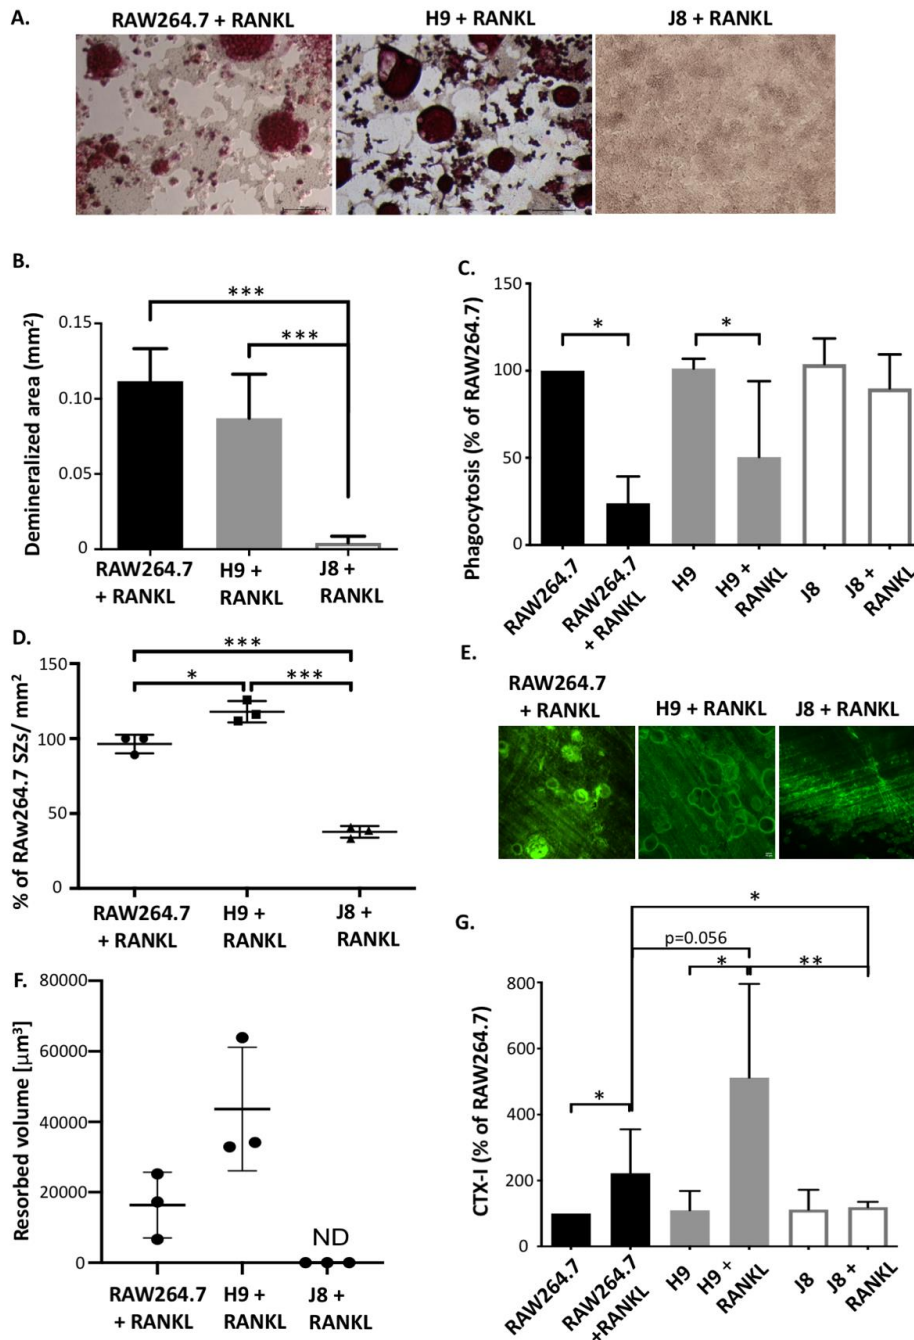 A.
RAW264.7 + RANKL
H9 + RANKL
J8 + RANKL
B.
Demineralized area (mm²)
0.15
0.10
0.05
0
***
***
RAW264.7
+ RANKL
H9 +
RANKL
J8 +
RANKL
C.
Phagocytosis (% of RAW264.7)
150
100
50
0
*
*
RAW264.7
RAW264.7
+ RANKL
H9
H9 +
RANKL
J8
J8 +
RANKL
D.
% of RAw264.7 SZs/ mm²
150
100
50
0
***
*
***
RAW264.7
+ RANKL
H9 +
RANKL
J8 +
RANKL
E.
RAW264.7
+ RANKL
H9 + RANKL
J8 + RANKL
F.
Resorbed volume [µm³]
80000
60000
40000
20000
0
ND
RAW264.7
+ RANKL
H9 +
RANKL
J8 +
RANKL
G.
CTX-I (% of RAW264.7)
800
600
400
200
0
*
p=0.056
*
**
*
RAW264.7
RAW264.7
+RANKL
H9
H9 +
RANKL
J8
J8 +
RANKL